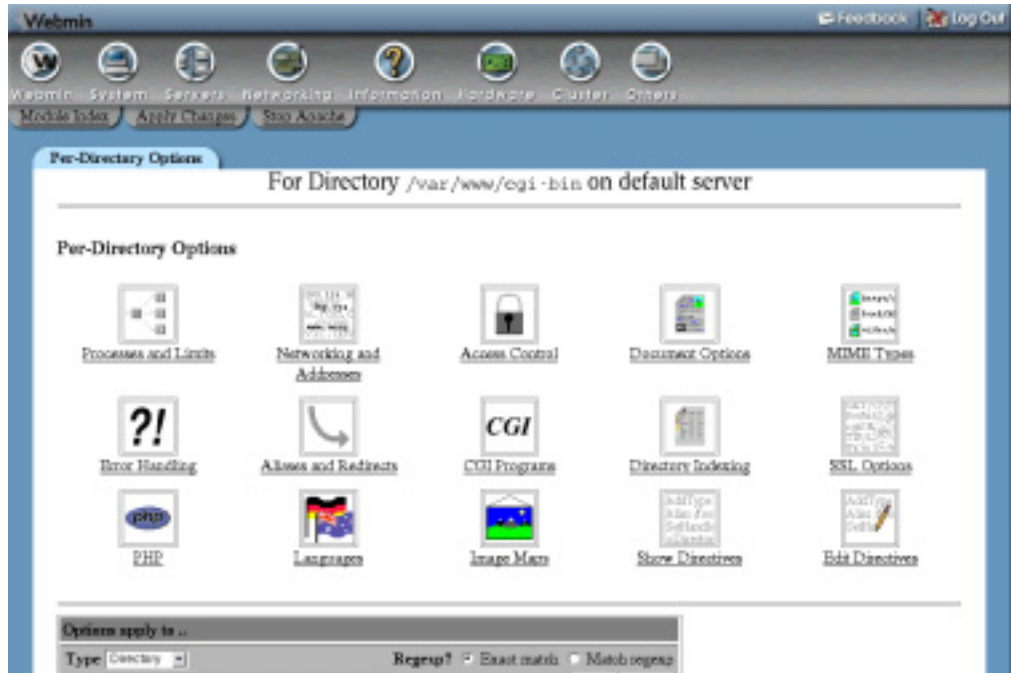 Webmin
Feedback Log Out
Webmin System Servers Networking Information Hardware Cluster Others
Module Index Apply Changes Stop Apache
Per-Directory Options
For Directory /var/www/cgi-bin on default server
Per-Directory Options
Processes and Limits
Networking and Addresses
Access Control
Document Options
MIME Types
?!
CGI
Error Handling
Aliases and Redirects
CGI Programs
Directory Indexing
SSL Options
php
PHP
Languages
Image Maps
Show Directives
Edit Directives
Options apply to ..
Type Directory Regexp? Exact match Match regexp